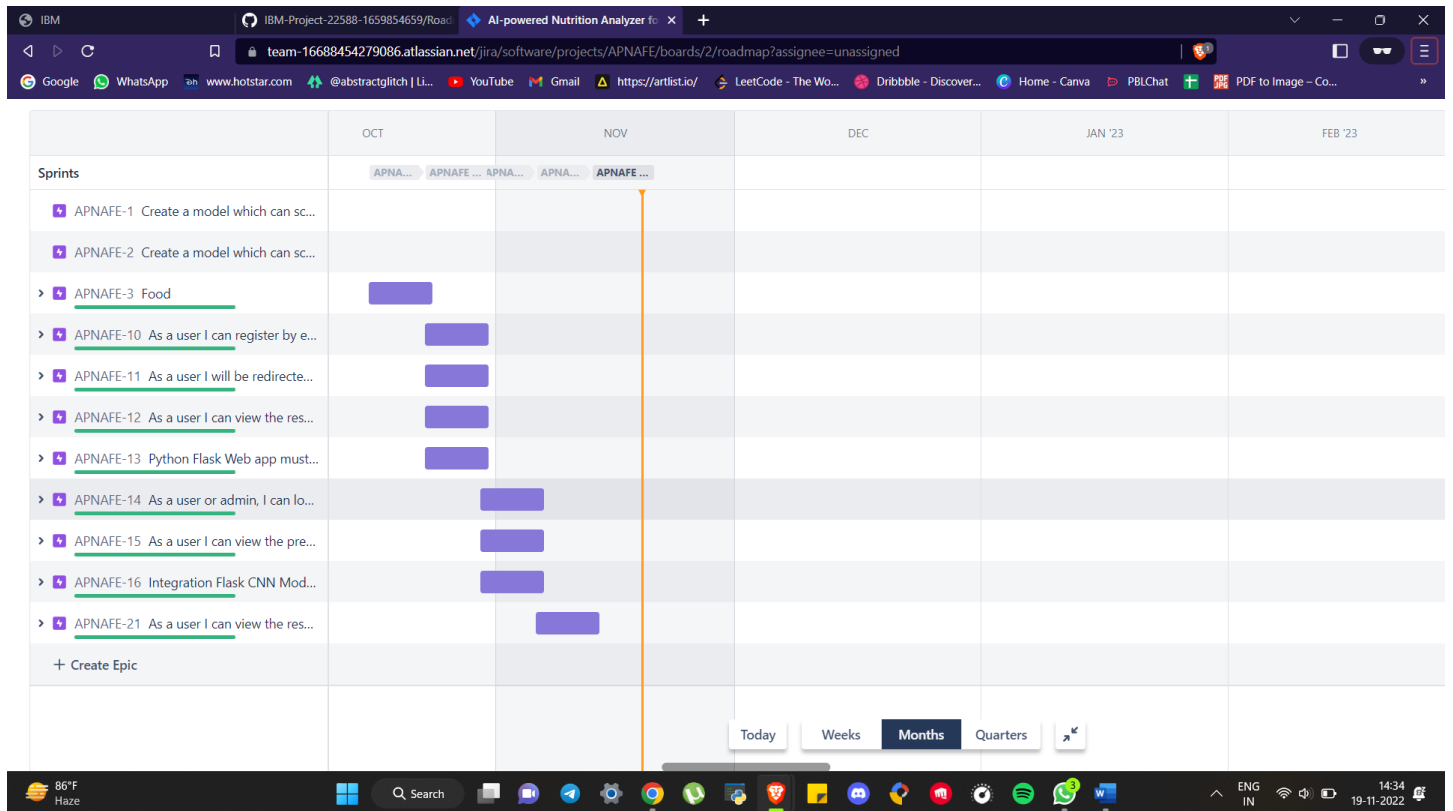 IBM
IBM-Project-22588-1659854659/Road
AI-powered Nutrition Analyzer fo
team-16688454279086.atlassian.net/jira/software/projects/APNAFE/boards/2/roadmap?assignee=unassigned
1
Google WhatsApp www.hotstar.com @abstractglitch | Li... YouTube Gmail https://artlist.io/ LeetCode - The Wo... Dribbble - Discover... Home - Canva PBLChat PDF to Image – Co... »
OCT NOV DEC JAN '23 FEB '23
Sprints APNA... APNAFE ... APNA... APNA... APNAFE ...
APNAFE-1 Create a model which can sc...
APNAFE-2 Create a model which can sc...
APNAFE-3 Food
APNAFE-10 As a user I can register by e...
APNAFE-11 As a user I will be redirecte...
APNAFE-12 As a user I can view the res...
APNAFE-13 Python Flask Web app must...
APNAFE-14 As a user or admin, I can lo...
APNAFE-15 As a user I can view the pre...
APNAFE-16 Integration Flask CNN Mod...
APNAFE-21 As a user I can view the res...
+ Create Epic
Today Weeks Months Quarters
86°F
Haze
Search
3
ENG
IN
14:34
19-11-2022